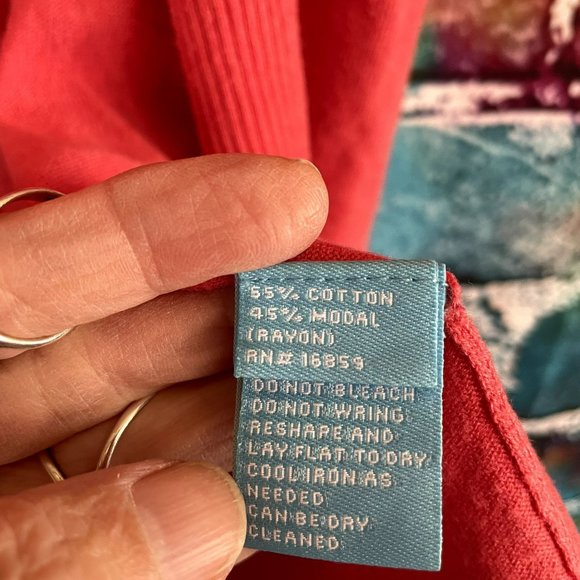 55% COTTON
45% MODAL
(RAYON)
RN# 16859
DO NOT BLEACH
DO NOT WRING
RESHAPE AND
LAY FLAT TO DRY
COOL IRON AS
NEEDED
CAN BE DRY
CLEANED